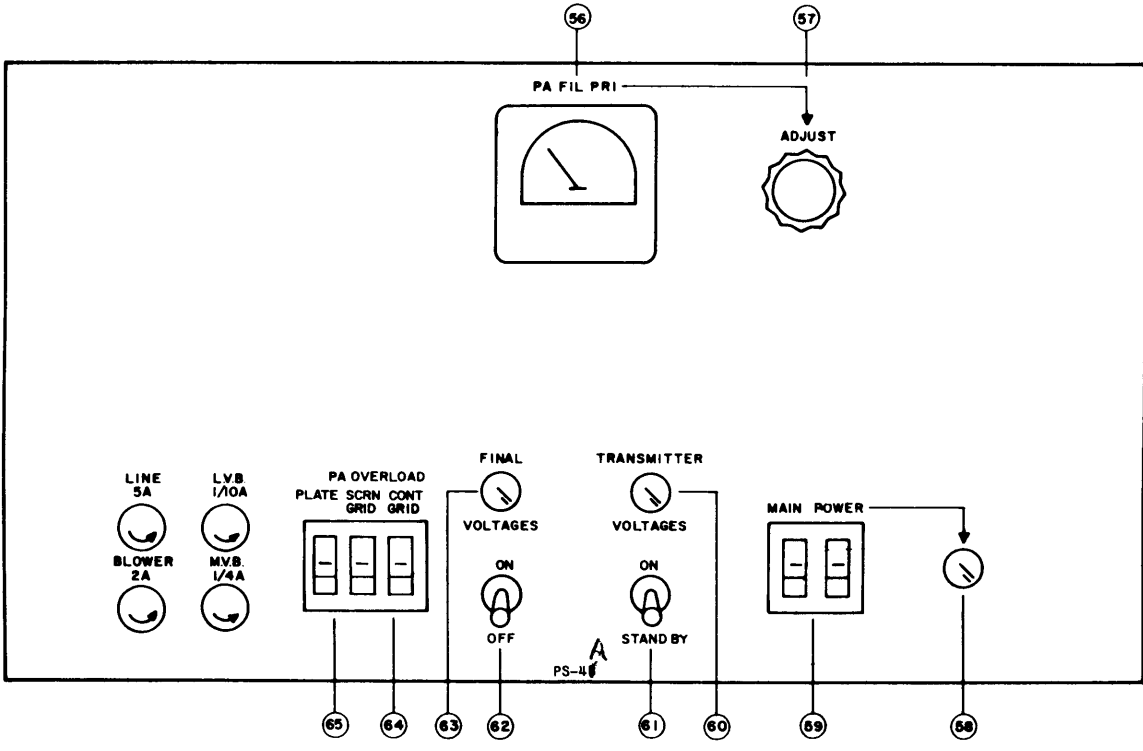 56 57
PA FIL PRI
ADJUST
FINAL TRANSMITTER
LINE 5A
L.V.B. 1/10A
PA OVERLOAD
PLATE SCRN GRID CONT GRID
VOLTAGES VOLTAGES
MAIN POWER
BLOWER 2A
M.V.B. 1/4A
ON ON
OFF STANDBY
PS-4 A
65 64 63 62 61 60 59 58